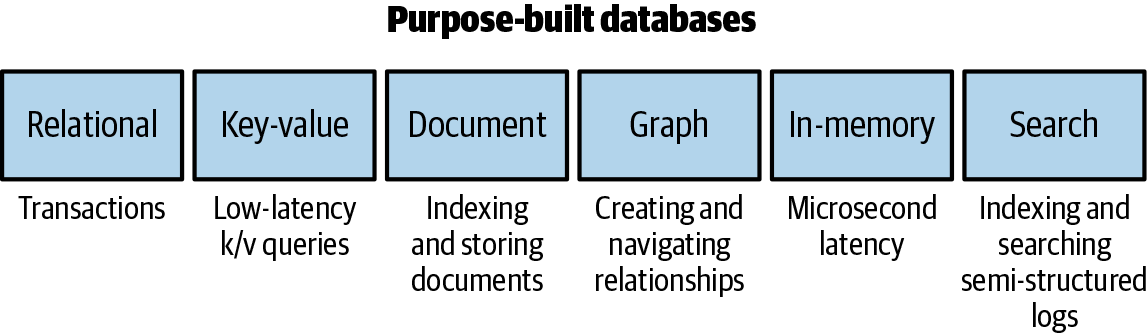 Purpose-built databases
Relational
Key-value
Document
Graph
In-memory
Search
Transactions
Low-latency
k/v queries
Indexing
and storing
documents
Creating and
navigating
relationships
Microsecond
latency
Indexing and
searching
semi-structured
logs